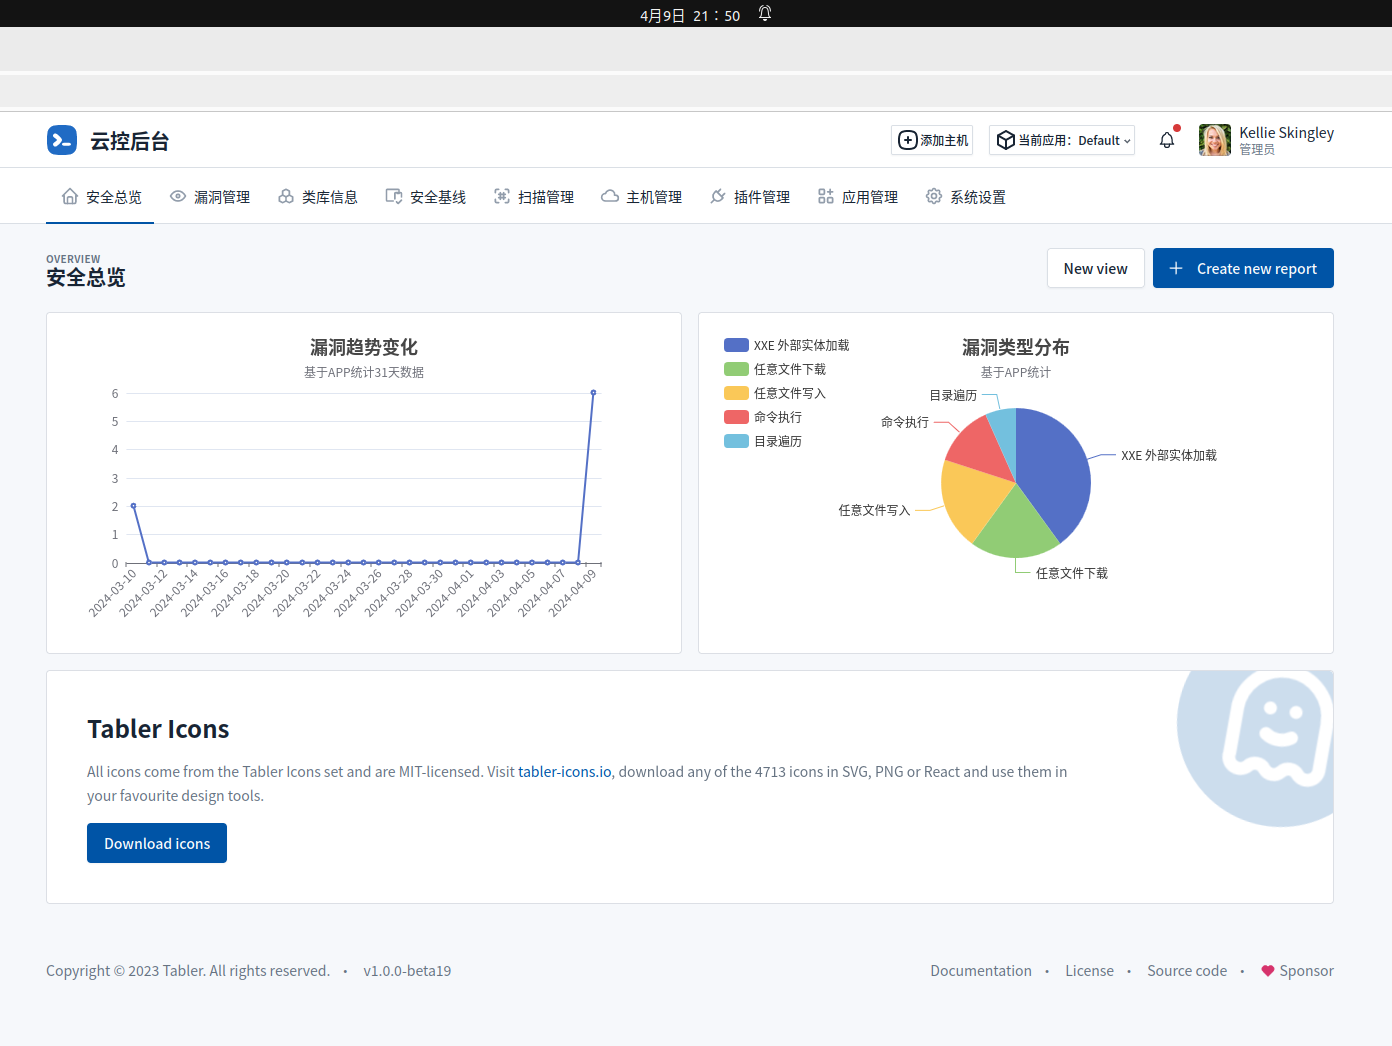 4月9日 21：50
云控后台
添加主机
当前应用：Default
Kellie Skingley
管理员
安全总览 漏洞管理 类库信息 安全基线 扫描管理 主机管理 插件管理 应用管理 系统设置
OVERVIEW
安全总览
New view
Create new report
漏洞趋势变化
基于APP统计31天数据
6
5
4
3
2
1
0
2024-03-10
2024-03-12
2024-03-14
2024-03-16
2024-03-18
2024-03-20
2024-03-22
2024-03-24
2024-03-26
2024-03-28
2024-03-30
2024-04-01
2024-04-03
2024-04-05
2024-04-07
2024-04-09
XXE 外部实体加载
任意文件下载
任意文件写入
命令执行
目录遍历
漏洞类型分布
基于APP统计
目录遍历
命令执行
XXE 外部实体加载
任意文件写入
任意文件下载
Tabler Icons
All icons come from the Tabler Icons set and are MIT-licensed. Visit tabler-icons.io, download any of the 4713 icons in SVG, PNG or React and use them in
your favourite design tools.
Download icons
Copyright © 2023 Tabler. All rights reserved. • v1.0.0-beta19
Documentation • License • Source code • Sponsor